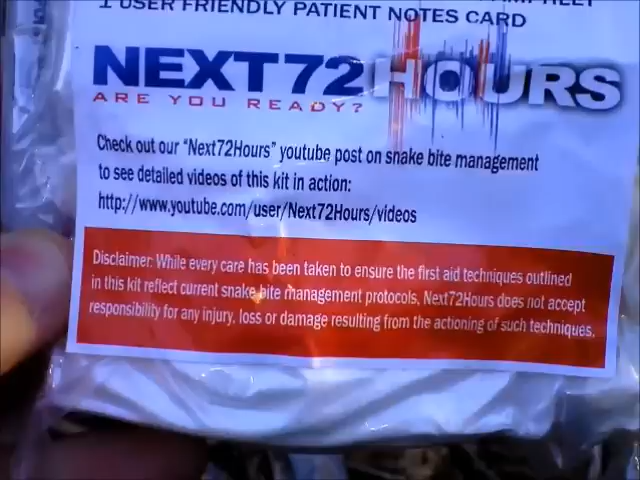 1 USER FRIENDLY PATIENT NOTES CARD
NEXT72HOURS
ARE YOU READY?
Check out our "Next72Hours" youtube post on snake bite management
to see detailed videos of this kit in action:
http://www.youtube.com/user/Next72Hours/videos
Disclaimer: While every care has been taken to ensure the first aid techniques outlined
in this kit reflect current snake bite management protocols, Next72Hours does not accept
responsibility for any injury, loss or damage resulting from the actioning of such techniques.